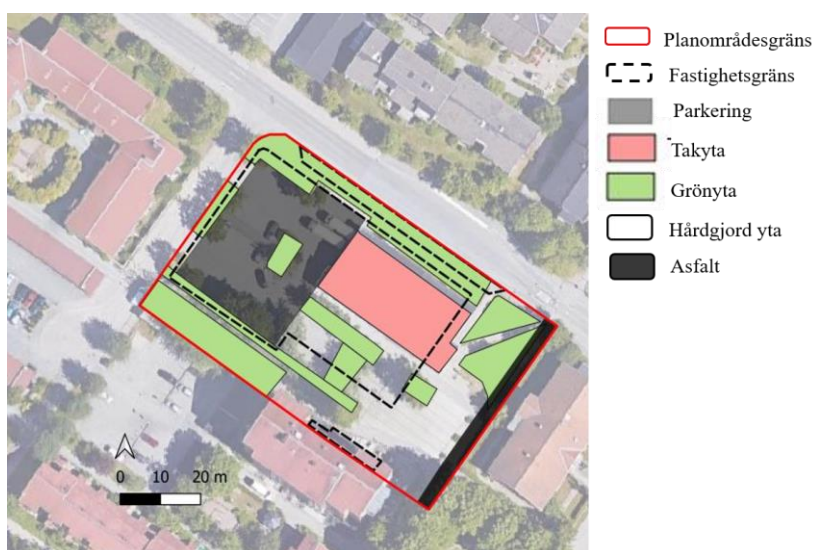 Planområdesgräns
Fastighetsgräns
Parkering
Takyta
Grönyta
Hårdgjord yta
Asfalt
0 10 20 m